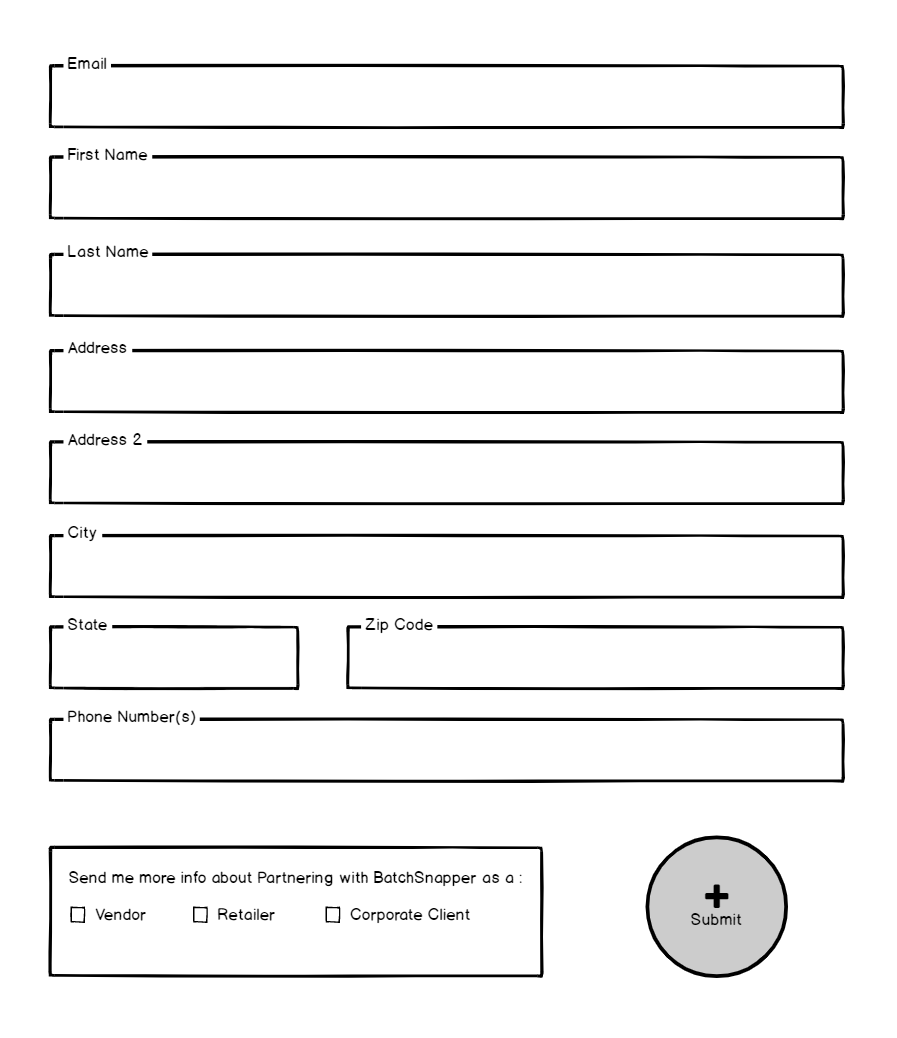 Email
First Name
Last Name
Address
Address 2
City
State
Zip Code
Phone Number(s)
Send me more info about Partnering with BatchSnapper as a :
Vendor Retailer Corporate Client
Submit